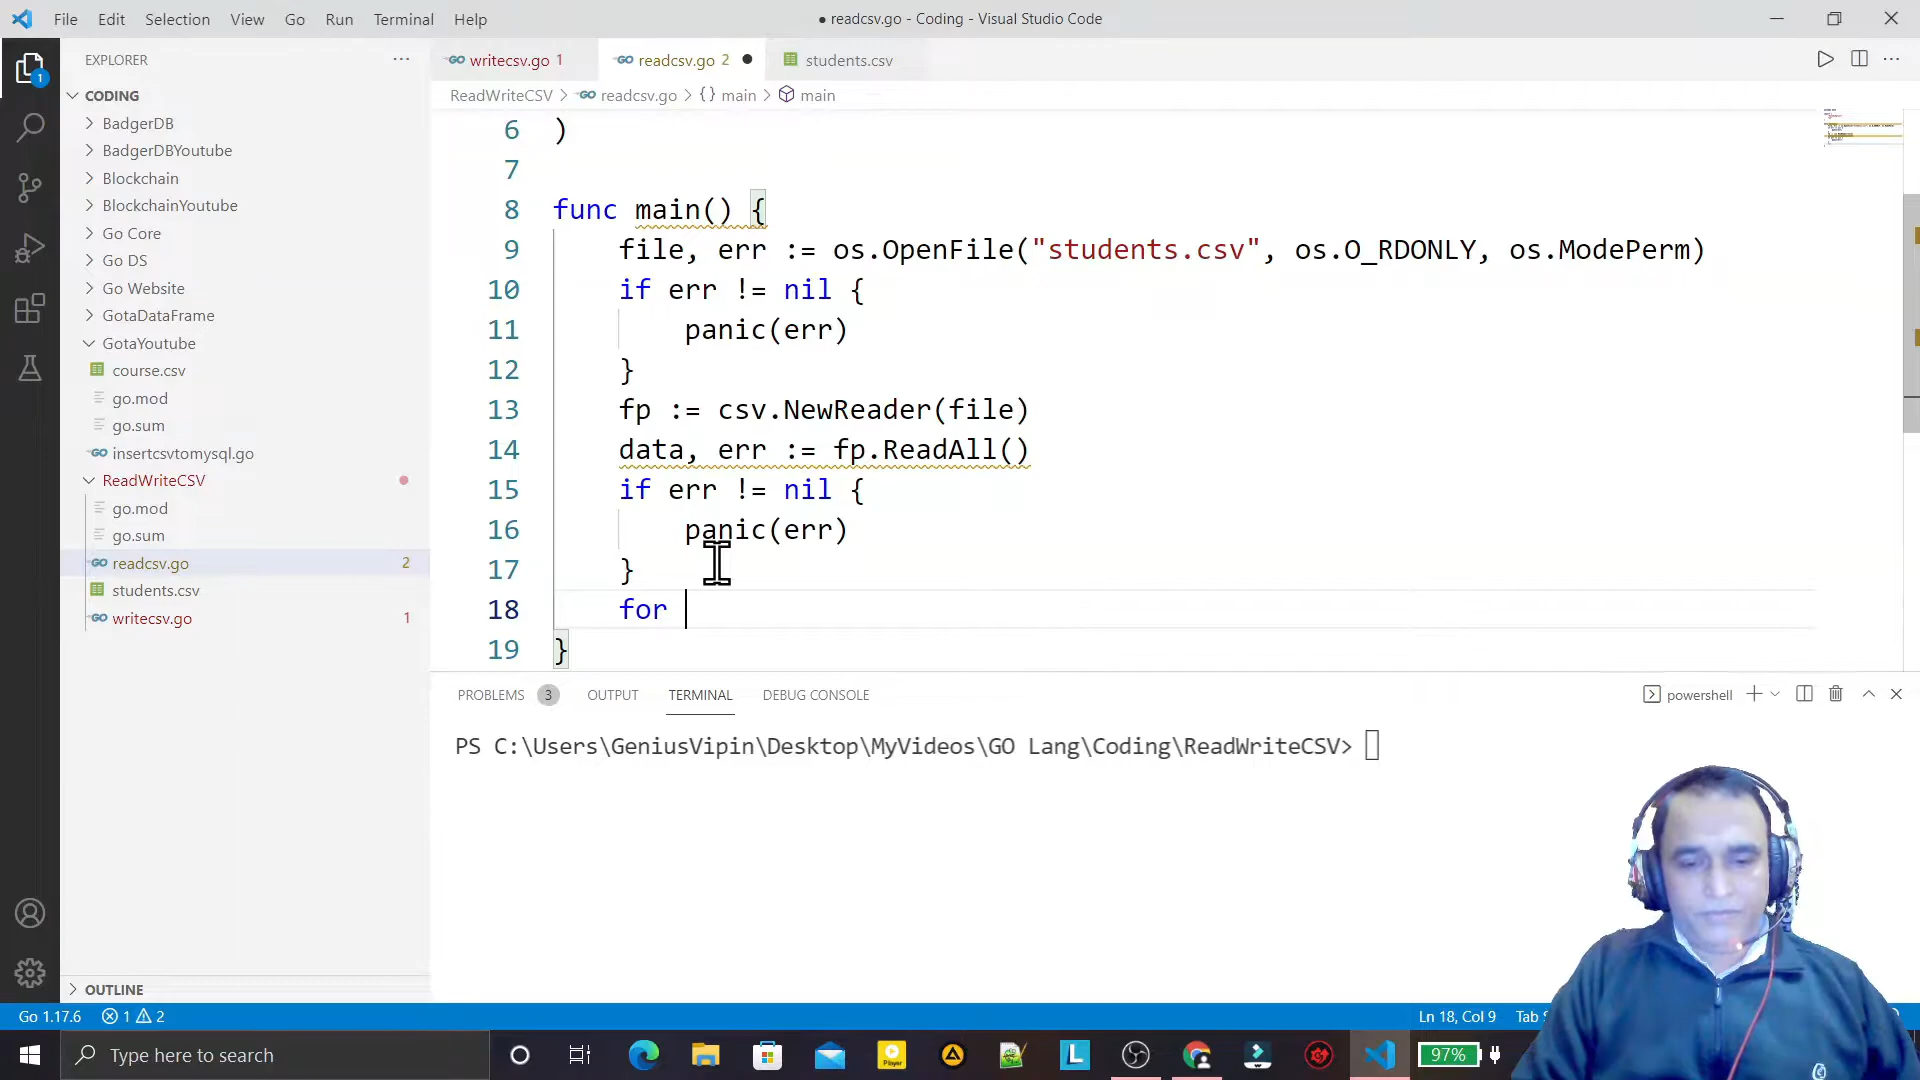 File Edit Selection View Go Run Terminal Help
● readcsv.go - Coding - Visual Studio Code
EXPLORER
CODING
BadgerDB
BadgerDBYoutube
Blockchain
BlockchainYoutube
Go Core
Go DS
Go Website
GotaDataFrame
GotaYoutube
course.csv
go.mod
go.sum
insertcsvtomysql.go
ReadWriteCSV
go.mod
go.sum
readcsv.go 2
students.csv
writecsv.go 1
OUTLINE
writecsv.go 1 readcsv.go 2 students.csv
ReadWriteCSV > readcsv.go > {} main > main
6 )
7
8 func main() {
9 file, err := os.OpenFile("students.csv", os.O_RDONLY, os.ModePerm)
10 if err != nil {
11 panic(err)
12 }
13 fp := csv.NewReader(file)
14 data, err := fp.ReadAll()
15 if err != nil {
16 panic(err)
17 }
18 for
19 }
PROBLEMS 3 OUTPUT TERMINAL DEBUG CONSOLE
powershell
PS C:\Users\GeniusVipin\Desktop\MyVideos\GO Lang\Coding\ReadWriteCSV>
Go 1.17.6 1 2
Ln 18, Col 9 Tab
Type here to search
97%